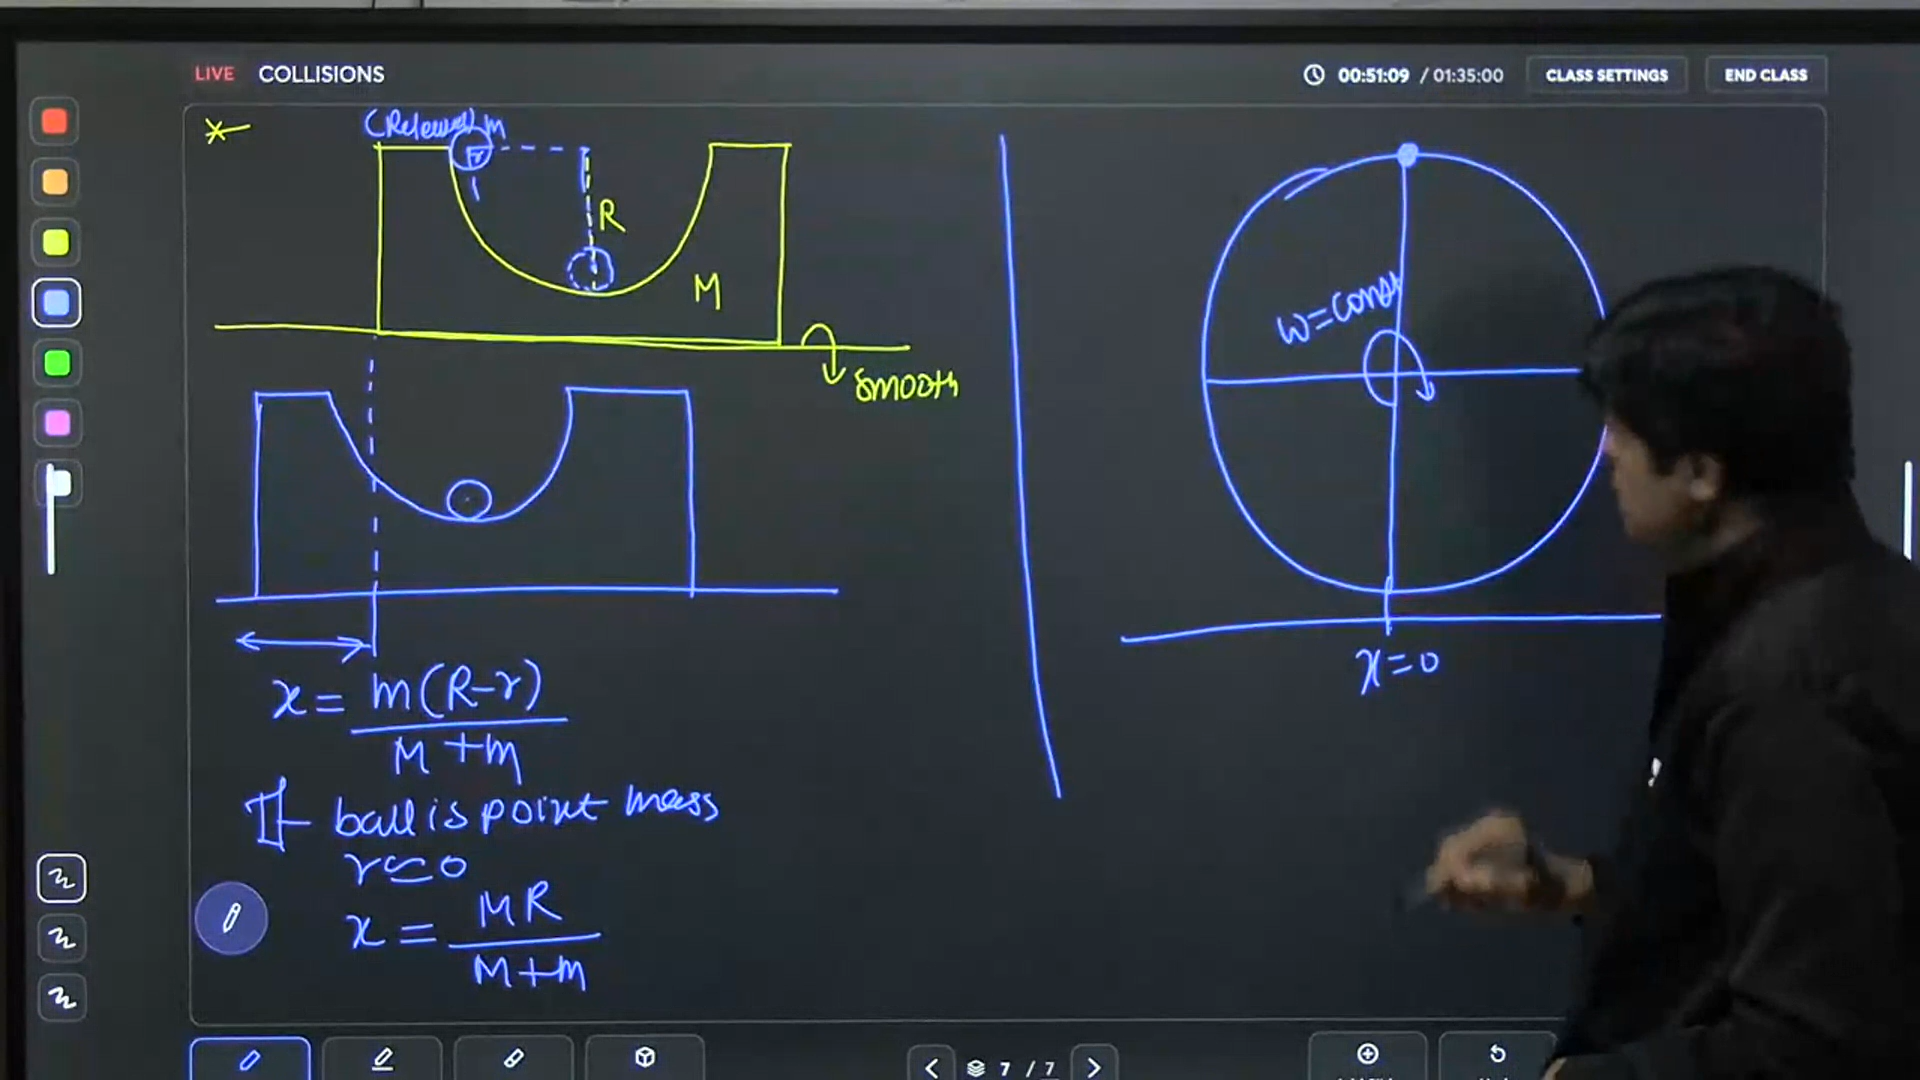 LIVE COLLISIONS 00:51:09 / 01:35:00 CLASS SETTINGS END CLASS
m
r
R
M
smooth
x = m(R-r)
M+m
If ball is point mass
r ≃ 0
x = MR
M+m
ω = const
x=0
7 / 7